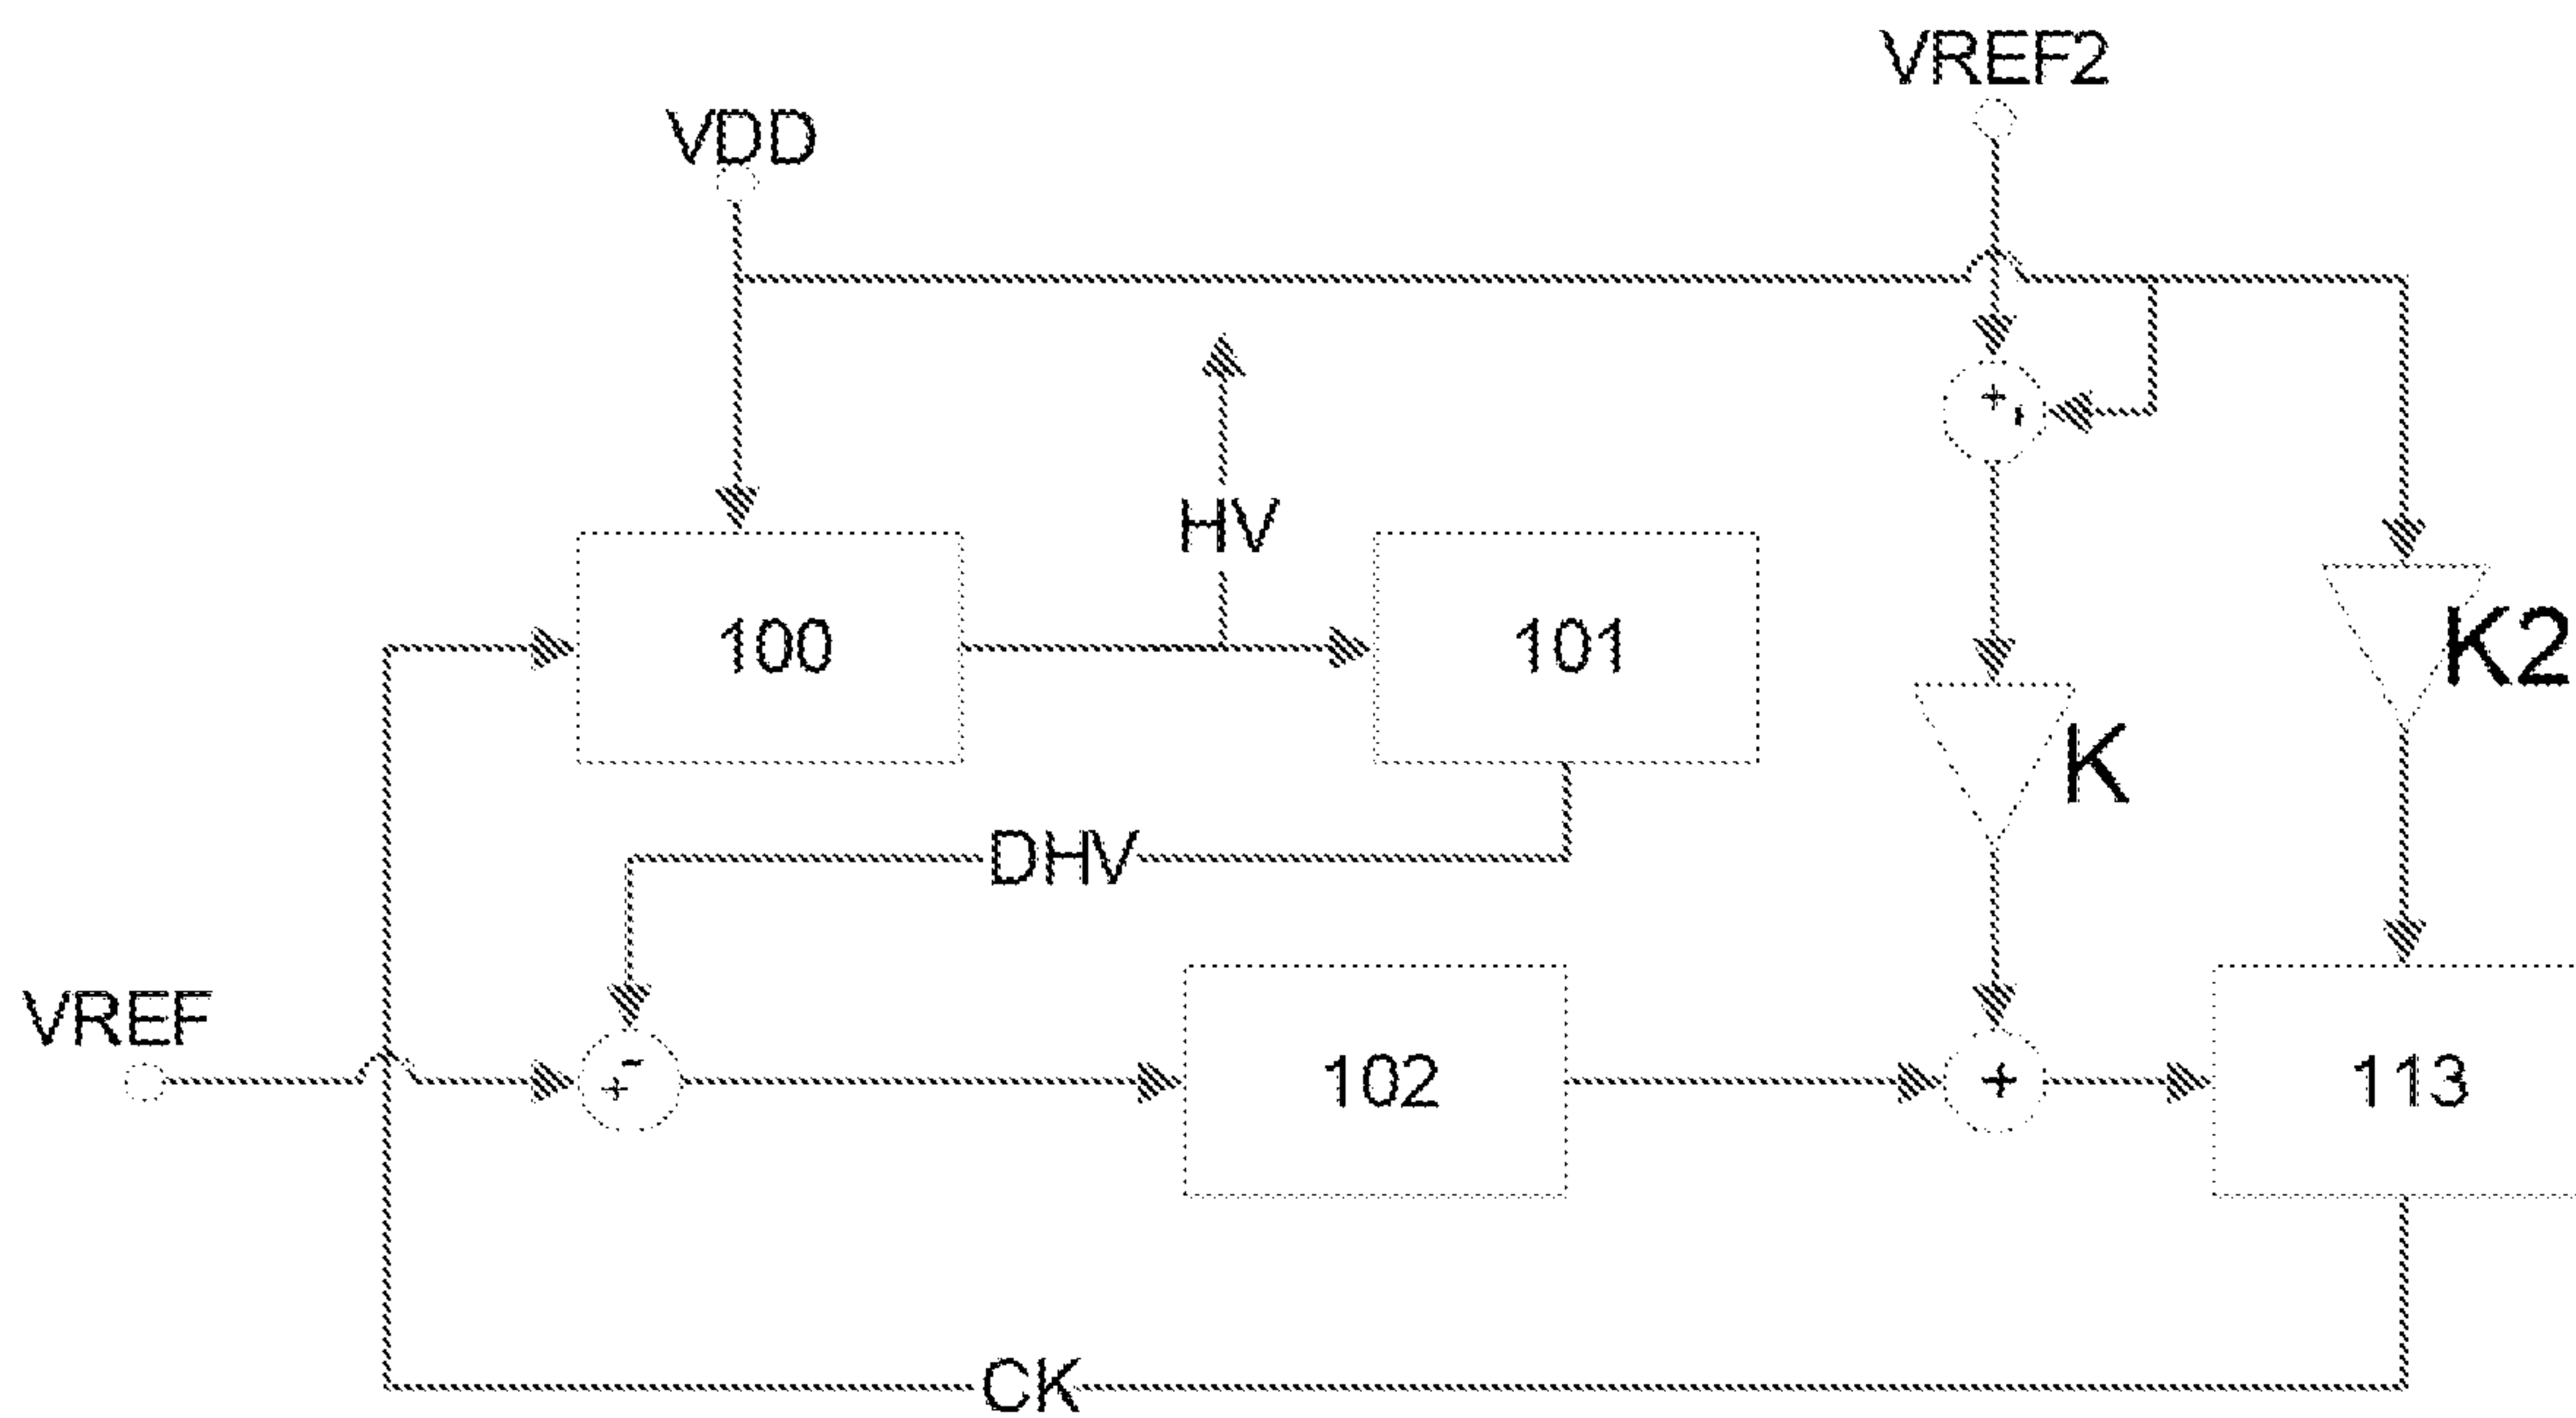 VREF2
VDD
HV
100
101
K2
K
DHV
VREF
+
-
+
-
102
+
113
CK